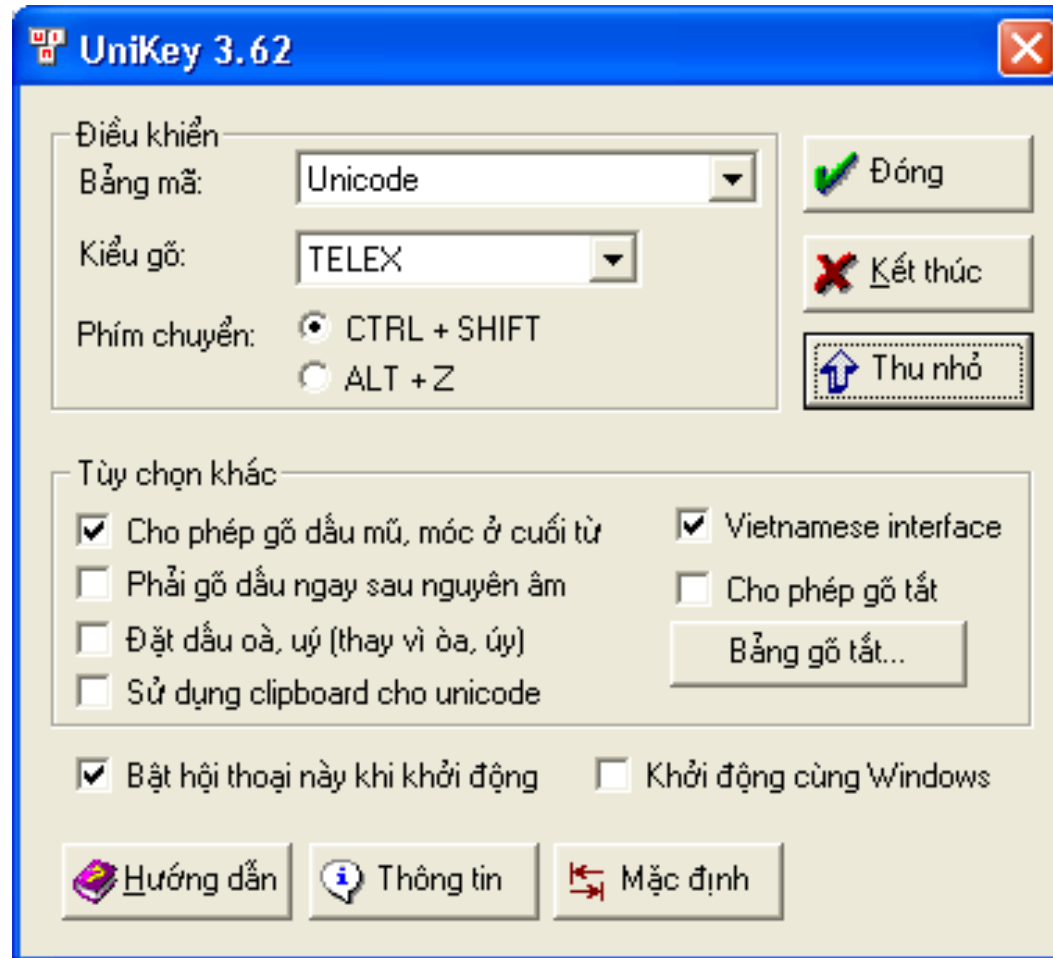 UniKey 3.62
Điều khiển
Bảng mã: Unicode
Đóng
Kiểu gõ: TELEX
Kết thúc
Phím chuyển: CTRL + SHIFT
ALT + Z
Thu nhỏ
Tùy chọn khác
Cho phép gõ dấu mũ, móc ở cuối từ
Vietnamese interface
Phải gõ dấu ngay sau nguyên âm
Cho phép gõ tắt
Đặt dấu oà, uý (thay vì òa, úy)
Bảng gõ tắt...
Sử dụng clipboard cho unicode
Bật hội thoại này khi khởi động
Khởi động cùng Windows
Hướng dẫn
Thông tin
Mặc định